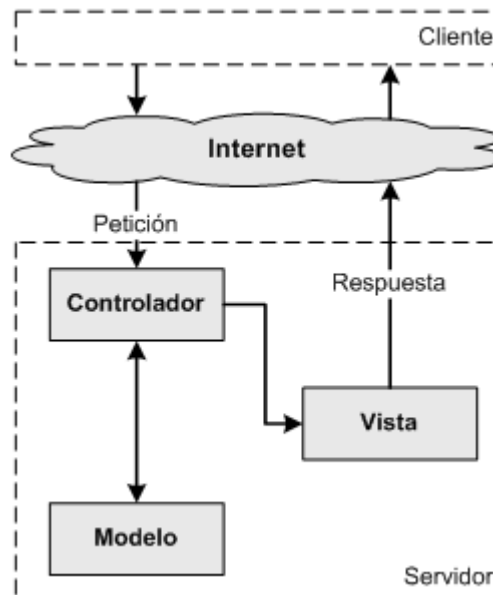 Cliente
Internet
Petición
Respuesta
Controlador
Vista
Modelo
Servidor